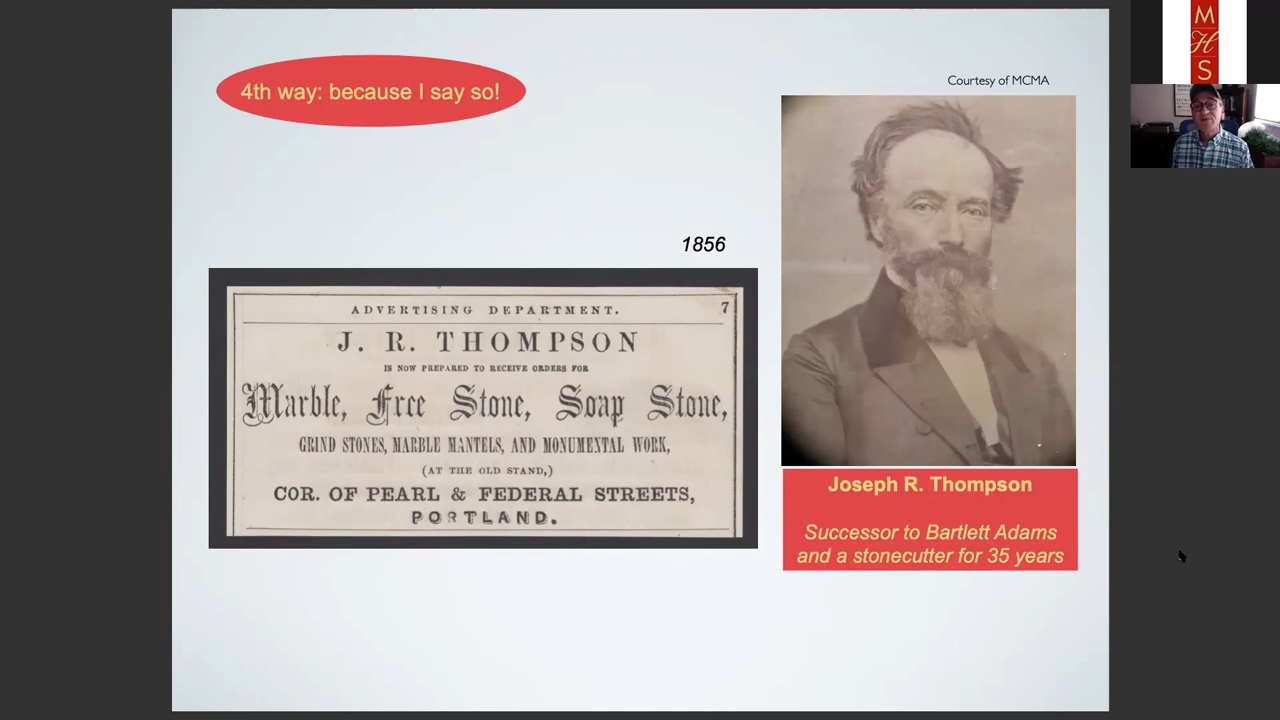 4th way: because I say so!
Courtesy of MCMA
1856
ADVERTISING DEPARTMENT. 7
J. R. THOMPSON
IS NOW PREPARED TO RECEIVE ORDERS FOR
Marble, Free Stone, Soap Stone,
GRIND STONES, MARBLE MANTELS, AND MONUMENTAL WORK,
(AT THE OLD STAND,)
COR. OF PEARL & FEDERAL STREETS,
PORTLAND.
Joseph R. Thompson
Successor to Bartlett Adams
and a stonecutter for 35 years
M
H
S